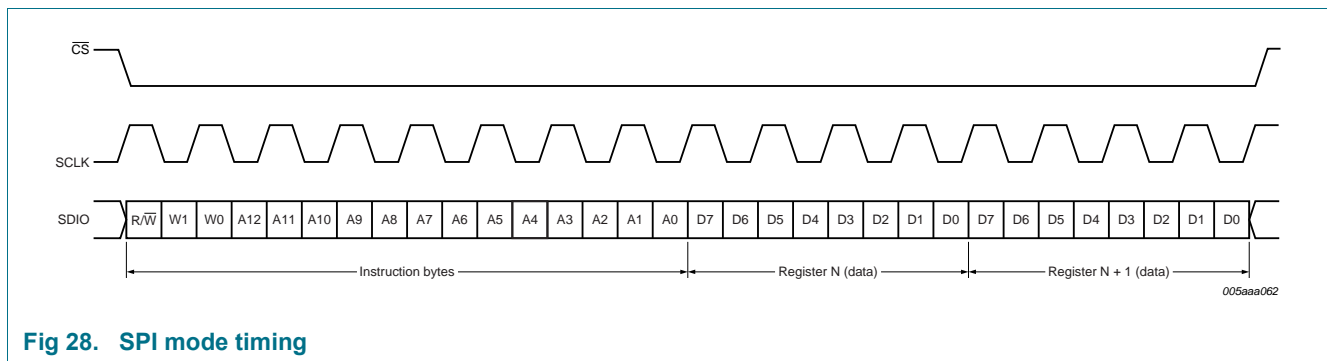 CS
SCLK
SDIO R/W W1 W0 A12 A11 A10 A9 A8 A7 A6 A5 A4 A3 A2 A1 A0 D7 D6 D5 D4 D3 D2 D1 D0 D7 D6 D5 D4 D3 D2 D1 D0
Instruction bytes Register N (data) Register N + 1 (data)
005aaa062
Fig 28. SPI mode timing